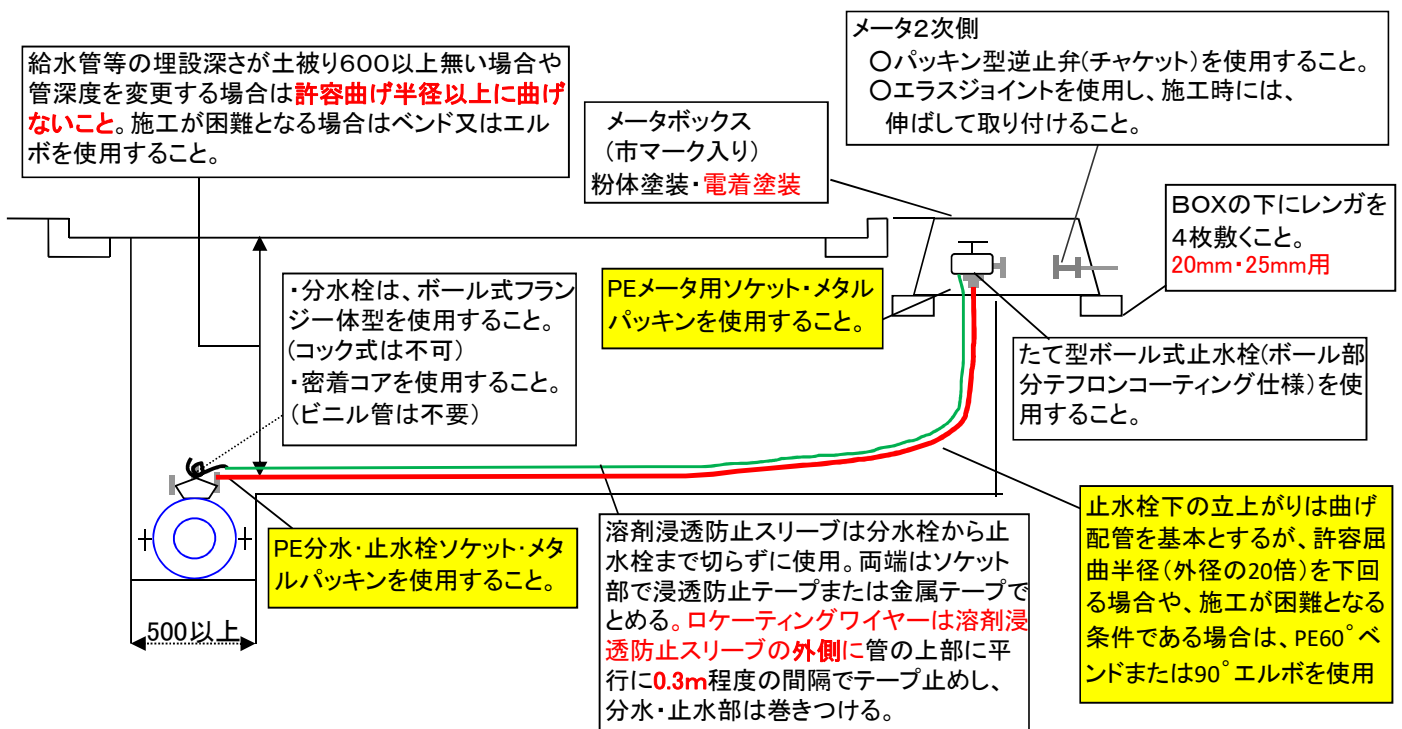 給水管等の埋設深さが土被り600以上無い場合や
管深度を変更する場合は許容曲げ半径以上に曲げ
ないこと。施工が困難となる場合はベンド又はエル
ボを使用すること。
メータボックス
(市マーク入り)
粉体塗装・電着塗装
メータ2次側
○パッキン型逆止弁(チャケット)を使用すること。
○エラスジョイントを使用し、施工時には、
伸ばして取り付けること。
BOXの下にレンガを
4枚敷くこと。
20mm・25mm用
・分水栓は、ボール式フラン
ジ一体型を使用すること。
(コック式は不可)
・密着コアを使用すること。
(ビニル管は不要)
PEメータ用ソケット・メタル
パッキンを使用すること。
たて型ボール式止水栓(ボール部
分テフロンコーティング仕様)を使
用すること。
PE分水・止水栓ソケット・メタ
ルパッキンを使用すること。
溶剤浸透防止スリーブは分水栓から止
水栓まで切らずに使用。両端はソケット
部で浸透防止テープまたは金属テープで
とめる。ロケーティングワイヤーは溶剤浸
透防止スリーブの外側に管の上部に平
行に0.3m程度の間隔でテープ止めし、
分水・止水部は巻きつける。
止水栓下の立上がりは曲げ
配管を基本とするが、許容屈
曲半径(外径の20倍)を下回
る場合や、施工が困難となる
条件である場合は、PE60°ベ
ンドまたは90°エルボを使用
500以上